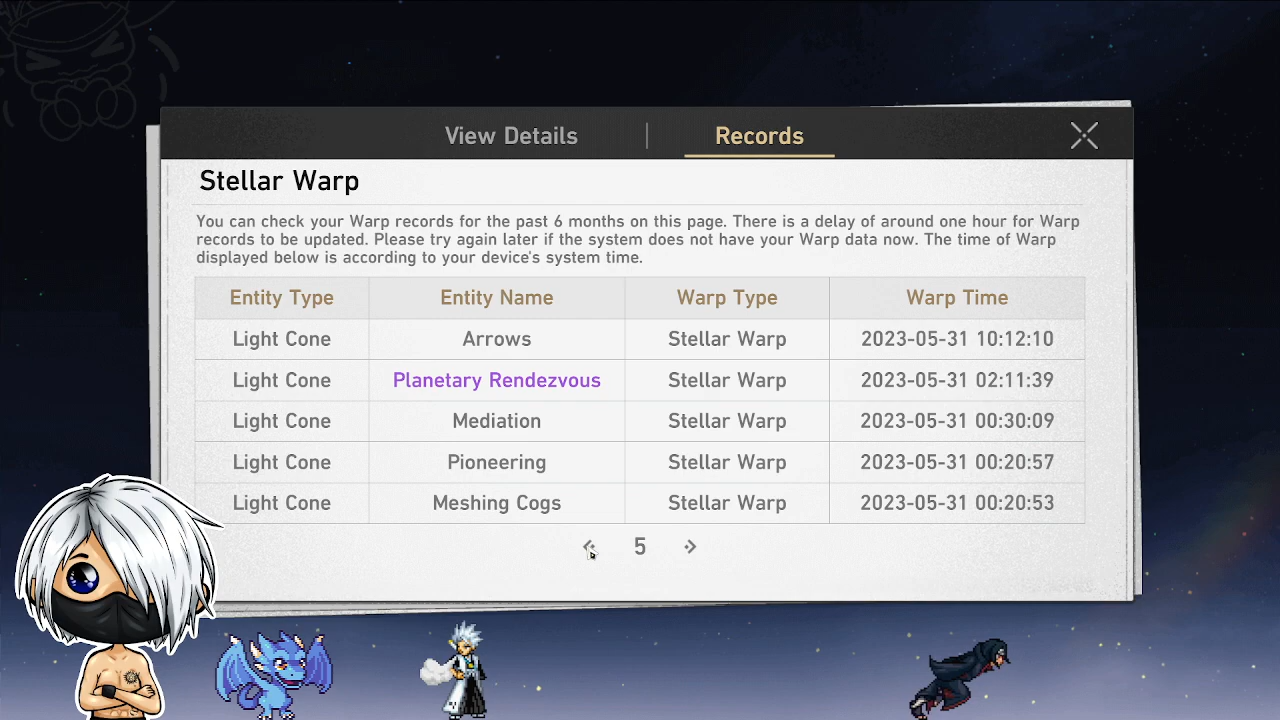 View Details
Records
Stellar Warp
You can check your Warp records for the past 6 months on this page. There is a delay of around one hour for Warp
records to be updated. Please try again later if the system does not have your Warp data now. The time of Warp
displayed below is according to your device's system time.
Entity Type Entity Name Warp Type Warp Time
Light Cone Arrows Stellar Warp 2023-05-31 10:12:10
Light Cone Planetary Rendezvous Stellar Warp 2023-05-31 02:11:39
Light Cone Mediation Stellar Warp 2023-05-31 00:30:09
Light Cone Pioneering Stellar Warp 2023-05-31 00:20:57
Light Cone Meshing Cogs Stellar Warp 2023-05-31 00:20:53
5